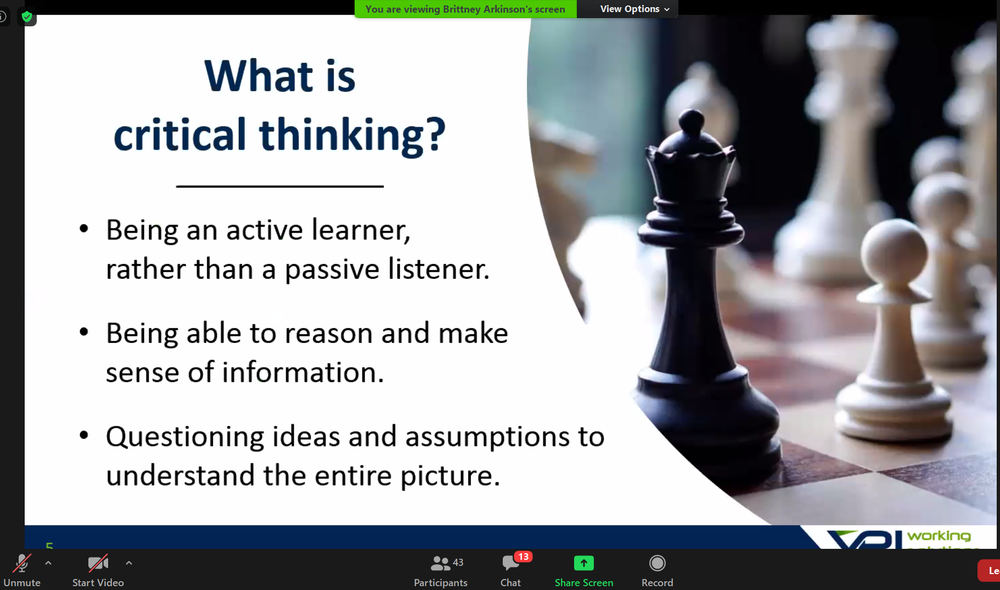 You are viewing Brittney Arkinson's screen
View Options
What is
critical thinking?
• Being an active learner,
rather than a passive listener.
• Being able to reason and make
sense of information.
• Questioning ideas and assumptions to
understand the entire picture.
5
VPI working
solutions
43
13
Unmute
Start Video
Participants
Chat
Share Screen
Record
Le